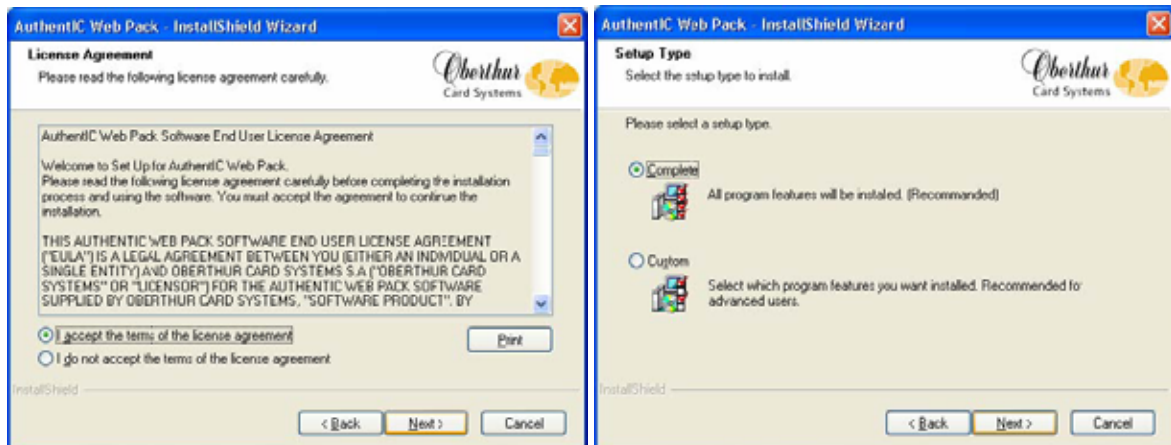 AuthentIC Web Pack - InstallShield Wizard
License Agreement
Please read the following license agreement carefully.
Oberthur
Card Systems
AuthentIC Web Pack Software End User License Agreement
Welcome to Set Up for AuthentIC Web Pack.
Please read the following license agreement carefully before completing the installation
process and using the software. You must accept the agreement to continue the
installation.
THIS AUTHENTIC WEB PACK SOFTWARE END USER LICENSE AGREEMENT
("EULA") IS A LEGAL AGREEMENT BETWEEN YOU (EITHER AN INDIVIDUAL OR A
SINGLE ENTITY) AND OBERTHUR CARD SYSTEMS S.A ("OBERTHUR CARD
SYSTEMS" OR "LICENSOR") FOR THE AUTHENTIC WEB PACK SOFTWARE
SUPPLIED BY OBERTHUR CARD SYSTEMS, "SOFTWARE PRODUCT". BY
I accept the terms of the license agreement
Print
I do not accept the terms of the license agreement
InstallShield
< Back
Next >
Cancel
AuthentIC Web Pack - InstallShield Wizard
Setup Type
Select the setup type to install.
Oberthur
Card Systems
Please select a setup type.
Complete
All program features will be installed. (Recommanded)
Custom
Select which program features you want installed. Recommended for
advanced users.
InstallShield
< Back
Next >
Cancel